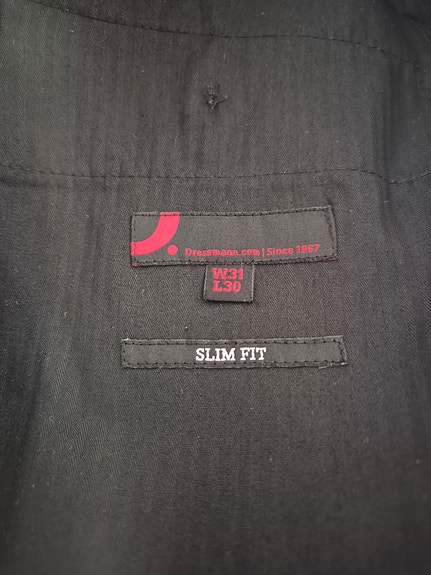 Dressmann.com | Since 1967
W31
L30
SLIM FIT